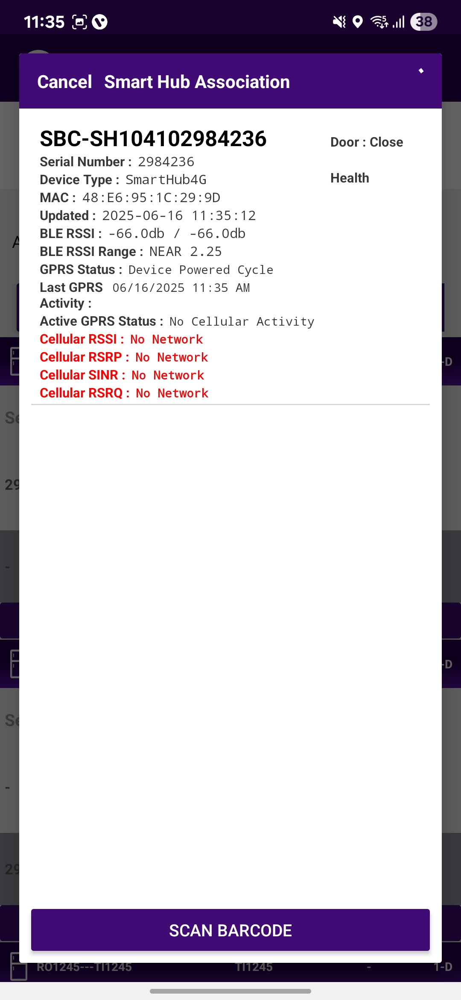 11:35 5 38
Cancel Smart Hub Association
SBC-SH104102984236
Door : Close
Serial Number : 2984236
Device Type : SmartHub4G
Health
MAC : 48:E6:95:1C:29:9D
Updated : 2025-06-16 11:35:12
BLE RSSI : -66.0db / -66.0db
BLE RSSI Range : NEAR 2.25
GPRS Status : Device Powered Cycle
Last GPRS 06/16/2025 11:35 AM
Activity :
Active GPRS Status : No Cellular Activity
Cellular RSSI : No Network
Cellular RSRP : No Network
Cellular SINR : No Network
Cellular RSRQ : No Network
-D
-
-D
-
SCAN BARCODE
RO1245---TI1245 TI1245 - 1-D